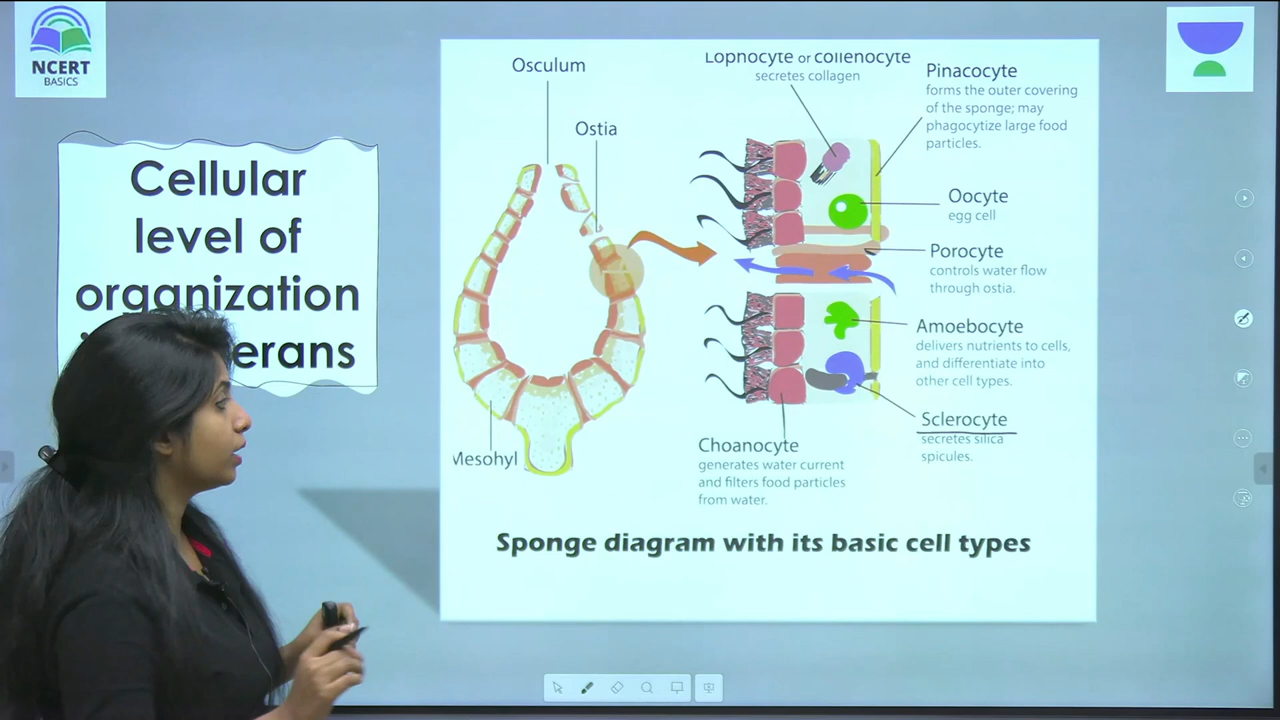 NCERT
BASICS
Cellular
level of
organization
erans
Osculum
Ostia
Mesohyl
Lophocyte or collenocyte
secretes collagen
Pinacocyte
forms the outer covering
of the sponge; may
phagocytize large food
particles.
Oocyte
egg cell
Porocyte
controls water flow
through ostia.
Amoebocyte
delivers nutrients to cells,
and differentiate into
other cell types.
Sclerocyte
secretes silica
spicules.
Choanocyte
generates water current
and filters food particles
from water.
Sponge diagram with its basic cell types